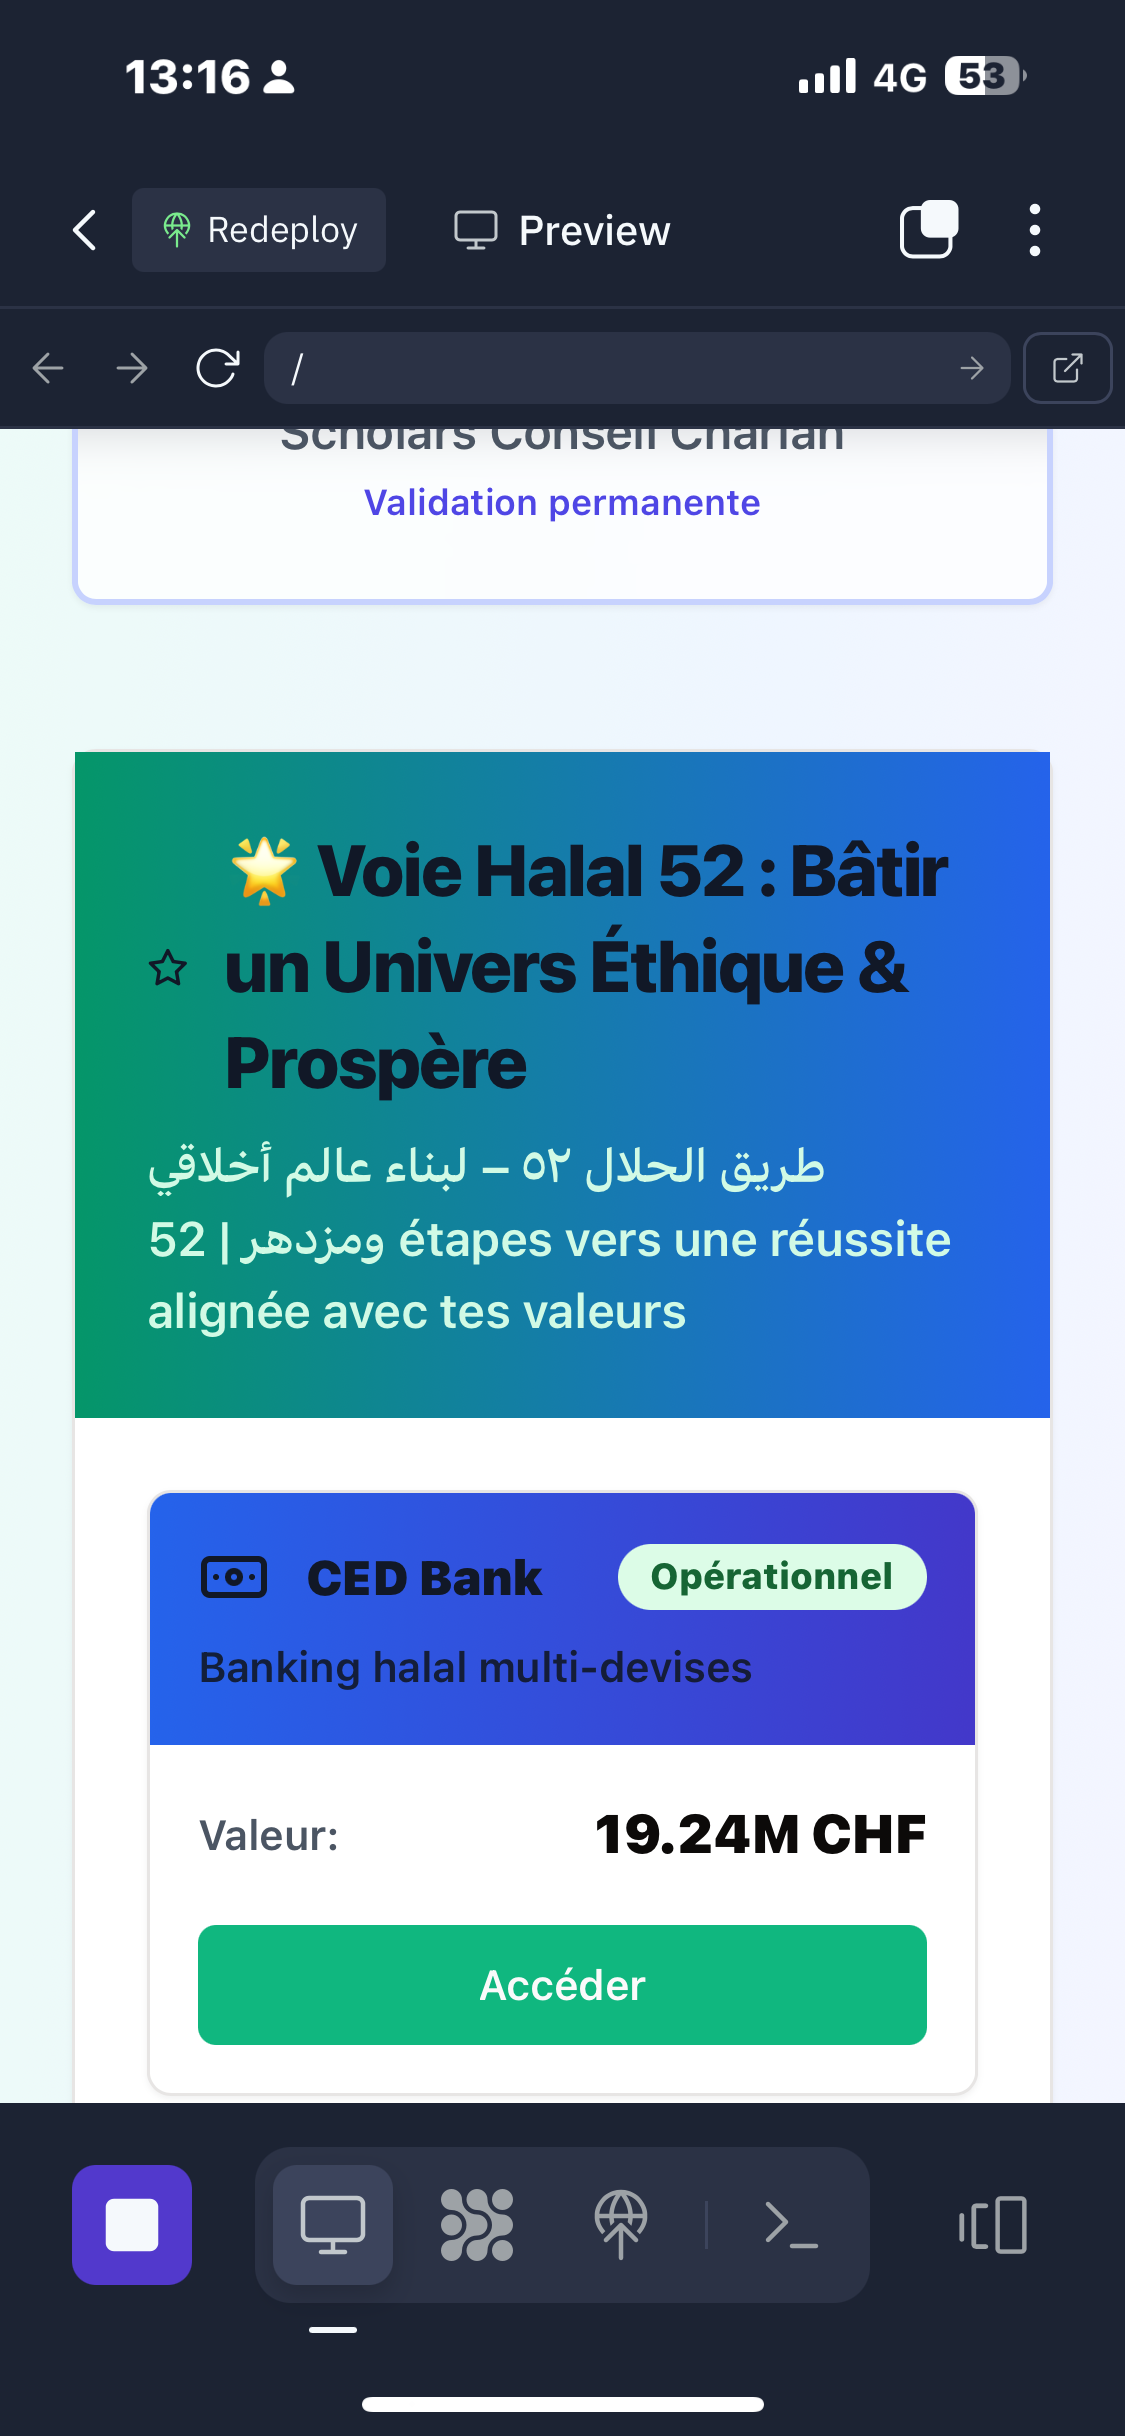 13:16
4G 53
Redeploy
Preview
/
Scholars Conseil Charian
Validation permanente
🌟 Voie Halal 52 : Bâtir
un Univers Éthique &
Prospère
طريق الحلال ٥٢ – لبناء عالم أخلاقي
ومزدهر | 52 étapes vers une réussite
alignée avec tes valeurs
CED Bank
Opérationnel
Banking halal multi-devises
Valeur:
19.24M CHF
Accéder